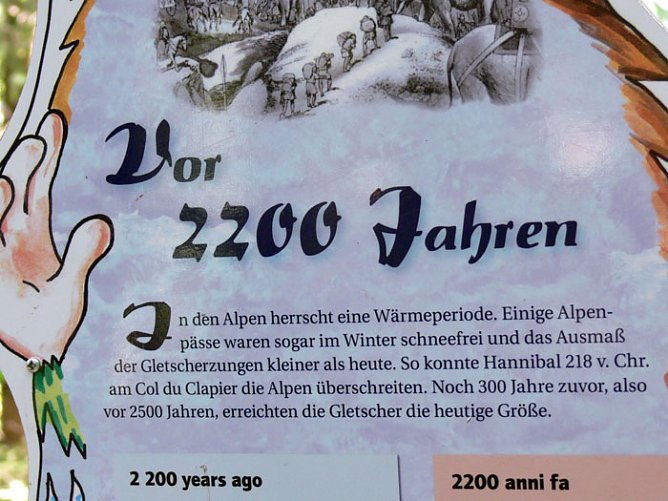 Vor
2200 Jahren
In den Alpen herrscht eine Wärmeperiode. Einige Alpen-
pässe waren sogar im Winter schneefrei und das Ausmaß
der Gletscherzungen kleiner als heute. So konnte Hannibal 218 v. Chr.
am Col du Clapier die Alpen überschreiten. Noch 300 Jahre zuvor, also
vor 2500 Jahren, erreichten die Gletscher die heutige Größe.
2 200 years ago
2200 anni fa